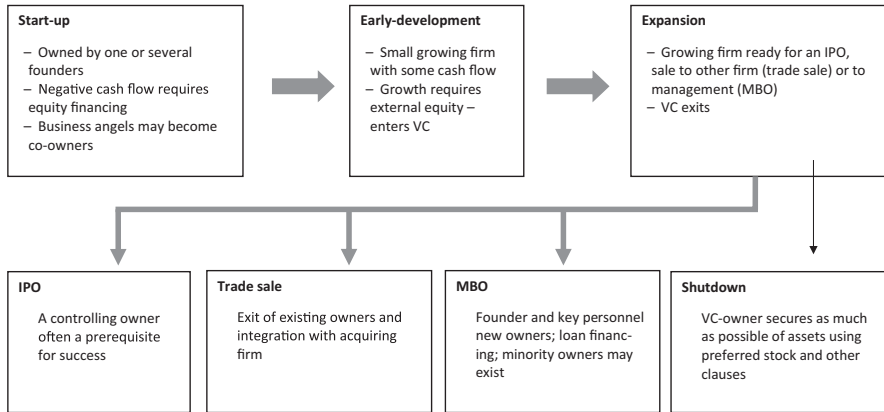 Start-up
– Owned by one or several
founders
– Negative cash flow requires
equity financing
– Business angels may become
co-owners
Early-development
– Small growing firm
with some cash flow
– Growth requires
external equity –
enters VC
Expansion
– Growing firm ready for an IPO,
sale to other firm (trade sale) or to
management (MBO)
– VC exits
IPO
A controlling owner
often a prerequisite
for success
Trade sale
Exit of existing owners and
integration with acquiring
firm
MBO
Founder and key personnel
new owners; loan financ-
ing; minority owners may
exist
Shutdown
VC-owner secures as much
as possible of assets using
preferred stock and other
clauses